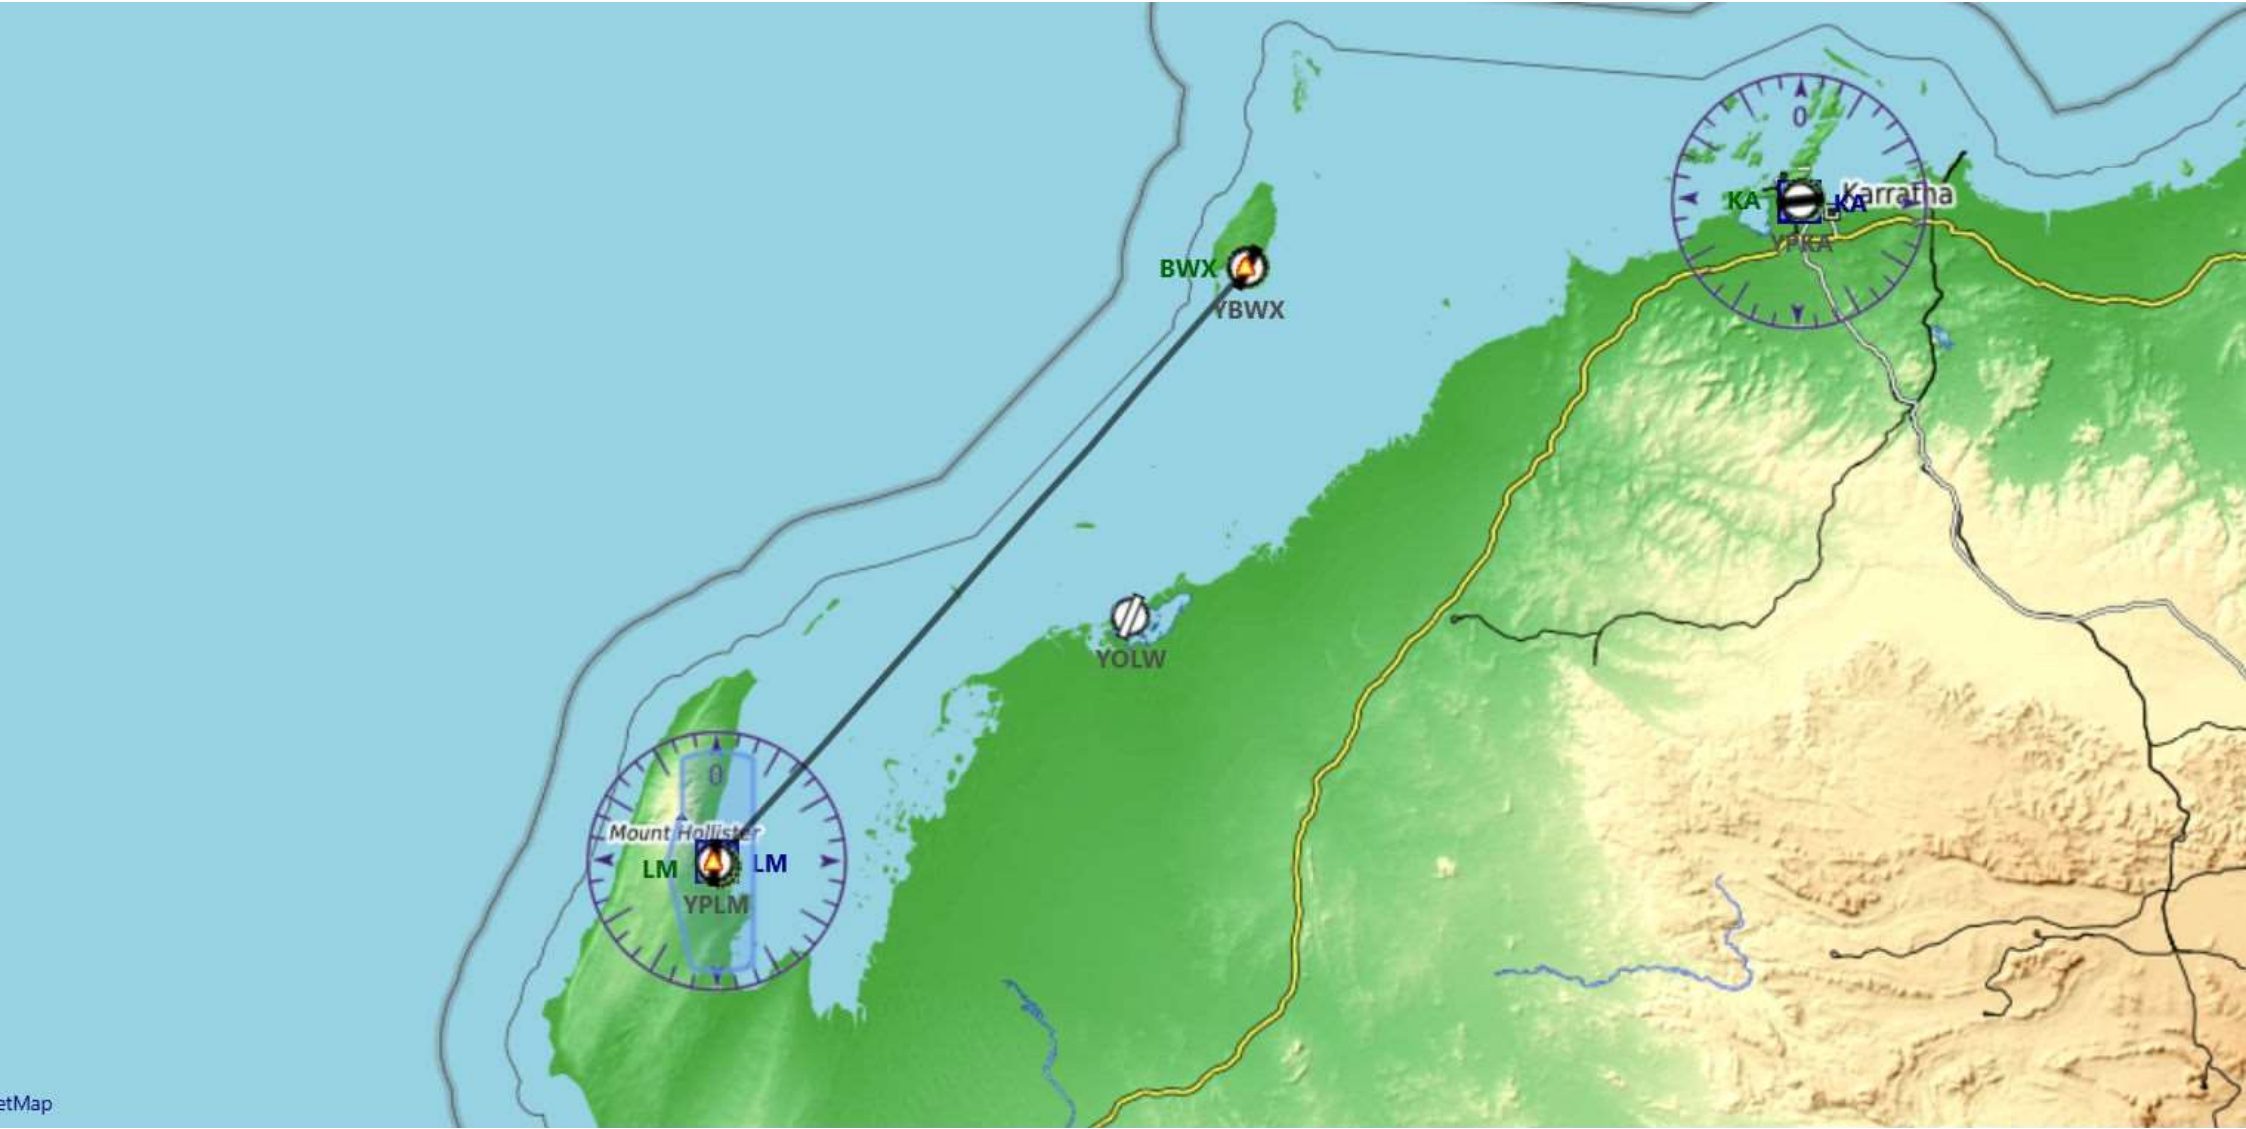 0
KA
Karratha
KA
YPKA
BWX
YBWX
YOLW
0
Mount Hollister
LM
LM
YPLM
etMap